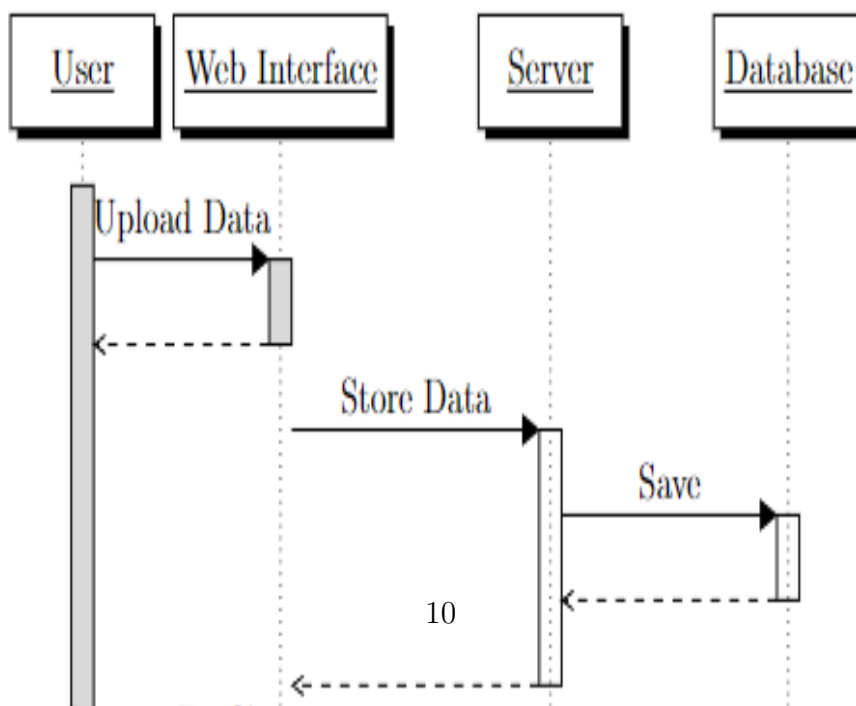 User
Web Interface
Server
Database
Upload Data
Store Data
Save
10